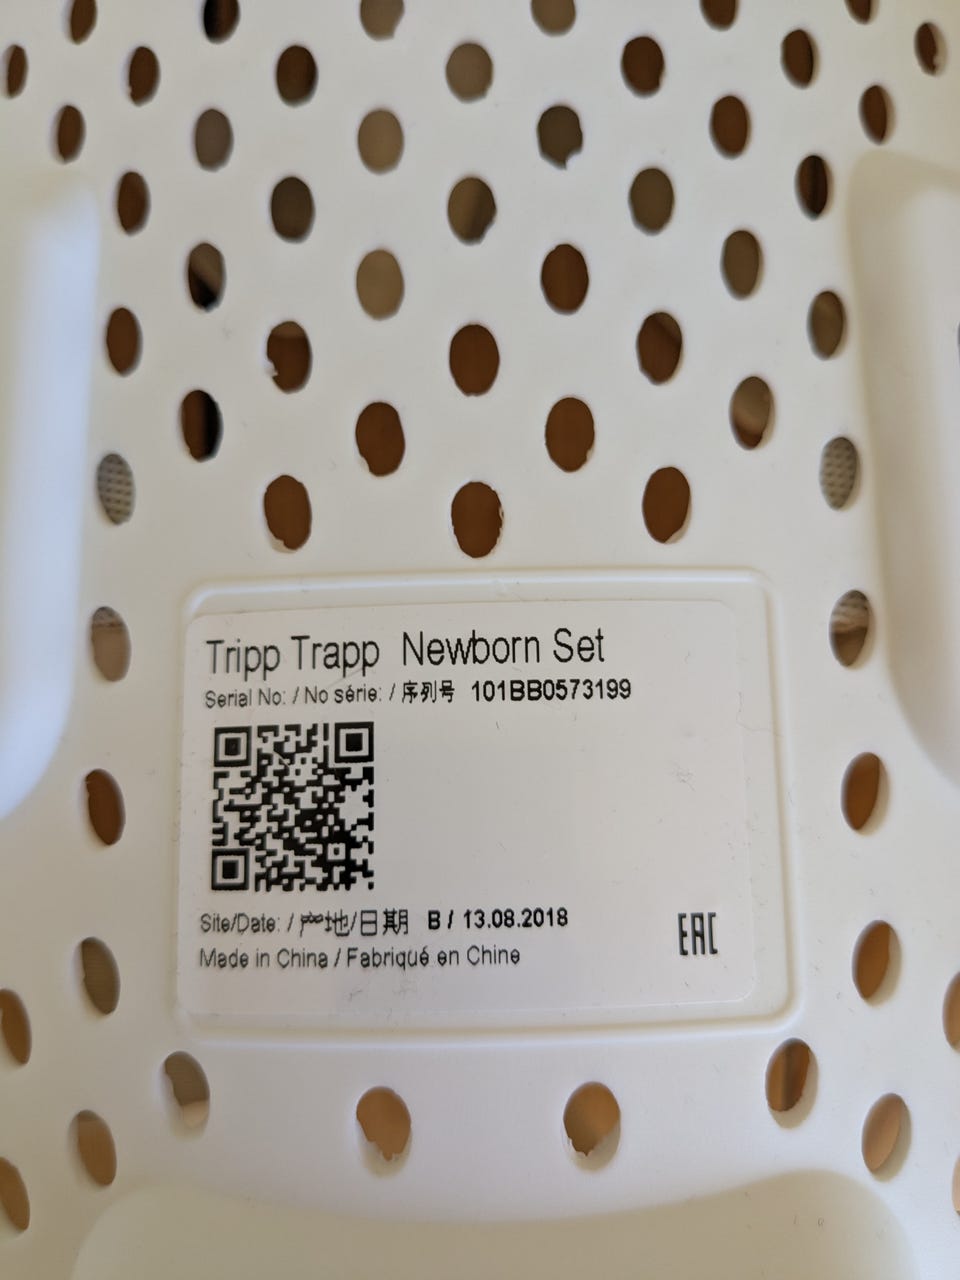 Tripp Trapp Newborn Set
Serial No: / No série: / 序列号 101BB0573199
Site/Date: / 产地/日期 B / 13.08.2018
Made in China / Fabriqué en Chine
EAC